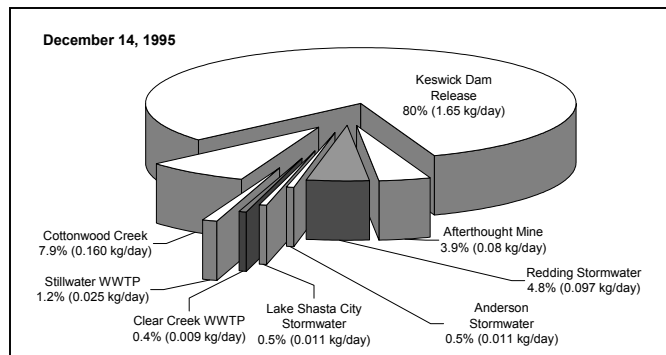 December 14, 1995
Keswick Dam
Release
80% (1.65 kg/day)
Cottonwood Creek
7.9% (0.160 kg/day)
Stillwater WWTP
1.2% (0.025 kg/day)
Clear Creek WWTP
0.4% (0.009 kg/day)
Lake Shasta City
Stormwater
0.5% (0.011 kg/day)
Anderson
Stormwater
0.5% (0.011 kg/day)
Redding Stormwater
4.8% (0.097 kg/day)
Afterthought Mine
3.9% (0.08 kg/day)